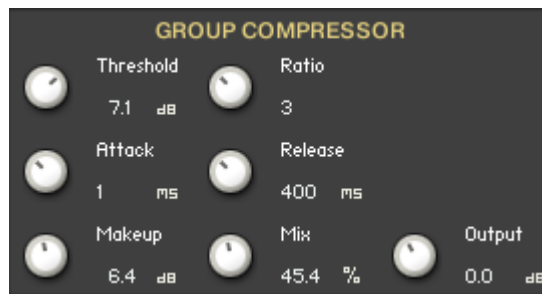 GROUP COMPRESSOR
Threshold Ratio
7.1 dB 3
Attack Release
1 ms 400 ms
Makeup Mix Output
6.4 dB 45.4 % 0.0 dB